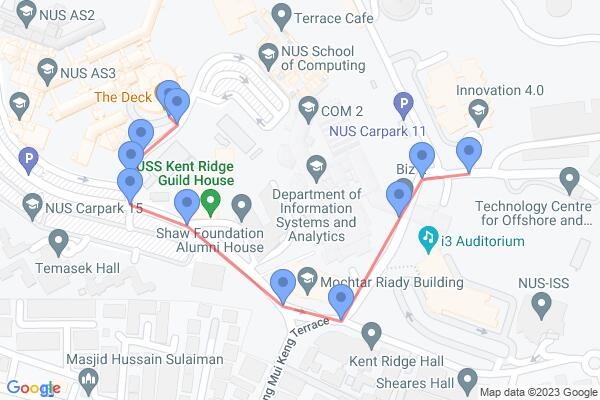 NUS AS2
Terrace Cafe
NUS School
of Computing
NUS AS3
The Deck
Innovation 4.0
COM 2
NUS Carpark 11
P
P
USS Kent Ridge
Guild House
Biz
Department of
Information
Systems and
Analytics
NUS Carpark 15
Technology Centre
for Offshore and...
Shaw Foundation
Alumni House
i3 Auditorium
Temasek Hall
Mochtar Riady Building
NUS-ISS
Mui Keng Terrace
Kent Ridge Hall
Masjid Hussain Sulaiman
Sheares Hall
Google
Map data ©2023 Google